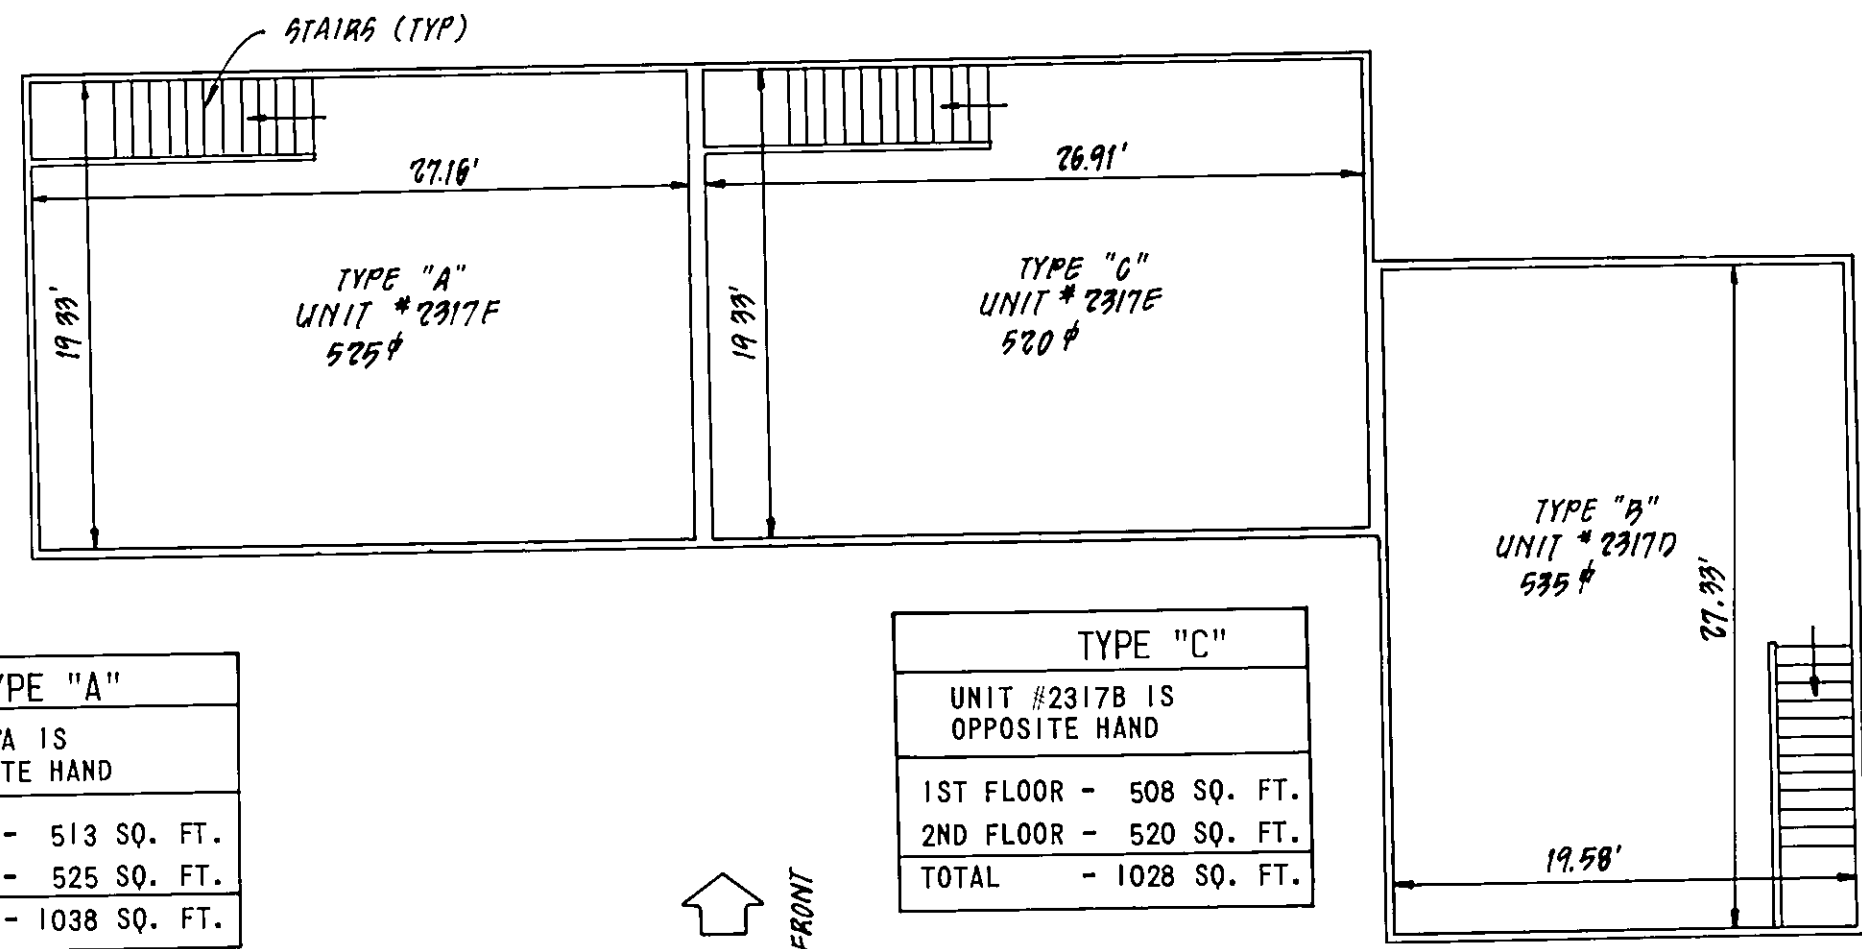 STAIRS (TYP)
27.16'
19.33'
TYPE "A"
UNIT #2317F
525 ⌀
26.91'
19.33'
TYPE "C"
UNIT #2317E
520 ⌀
TYPE "B"
UNIT #2317D
535 ⌀
27.33'
19.58'
YPE "A"
A IS
TE HAND
- 513 SQ. FT.
- 525 SQ. FT.
- 1038 SQ. FT.
FRONT
TYPE "C"
UNIT #2317B IS
OPPOSITE HAND
1ST FLOOR - 508 SQ. FT.
2ND FLOOR - 520 SQ. FT.
TOTAL - 1028 SQ. FT.